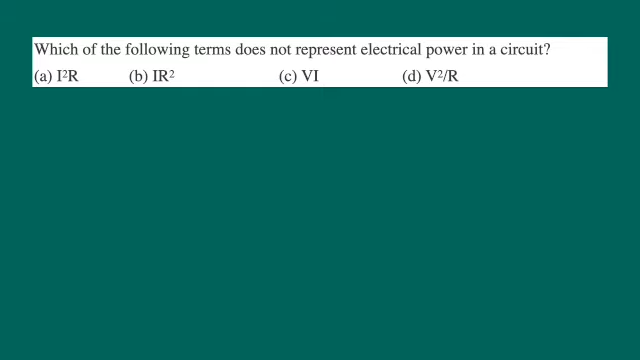 Which of the following terms does not represent electrical power in a circuit?
(a) I²R (b) IR² (c) VI (d) V²/R